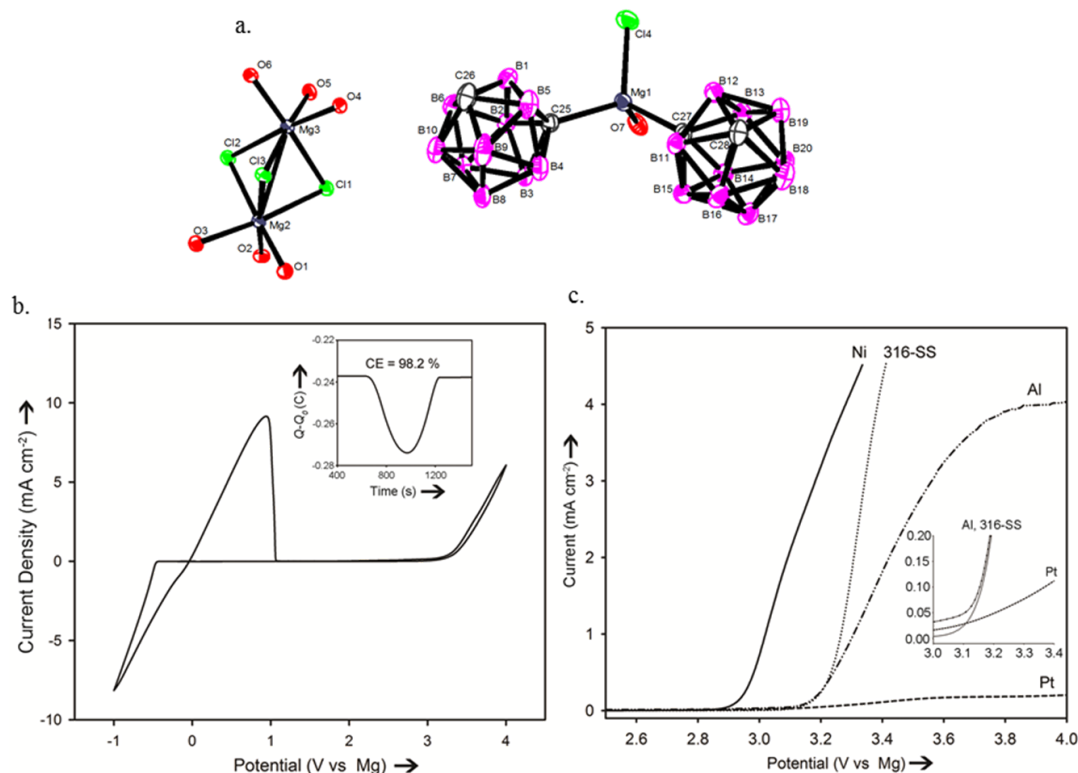 a.
O6
O5
O4
Mg3
Cl2
Cl3
Cl1
Mg2
O3
O2
O1
Cl4
B1
C26
B5
B6
B2
C25
Mg1
B10
B9
O7
B4
B7
B3
B8
B12
B13
C27
B19
C28
B11
B20
B14
B18
B15
B16
B17
b.
15
10
5
0
-5
-10
Current Density (mA cm-2)
-1
0
1
2
3
4
Potential (V vs Mg)
-0.22
-0.24
-0.26
-0.28
Q-Q0 (C)
CE = 98.2 %
400
800
1200
Time (s)
c.
5
4
3
2
1
0
Current (mA cm-2)
2.6
2.8
3.0
3.2
3.4
3.6
3.8
4.0
Potential (V vs Mg)
Ni
316-SS
Al
Pt
Al, 316-SS
Pt
0.20
0.15
0.10
0.05
0.00
3.0
3.1
3.2
3.3
3.4